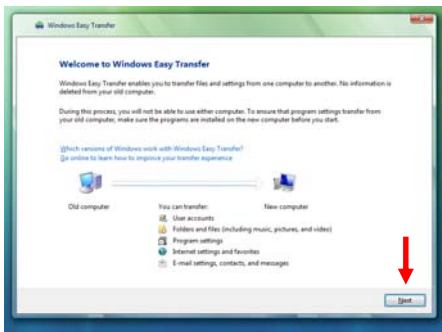 Windows Easy Transfer
Welcome to Windows Easy Transfer
Windows Easy Transfer enables you to transfer files and settings from one computer to another. No information is
deleted from your old computer.
During this process, you will not be able to use either computer. To ensure that program settings transfer from
your old computer, make sure the programs are installed on the new computer before you start.
Which versions of Windows work with Windows Easy Transfer?
Go online to learn how to improve your transfer experience
Old computer
You can transfer:
New computer
User accounts
Folders and files (including music, pictures, and video)
Program settings
Internet settings and favorites
E-mail settings, contacts, and messages
Next